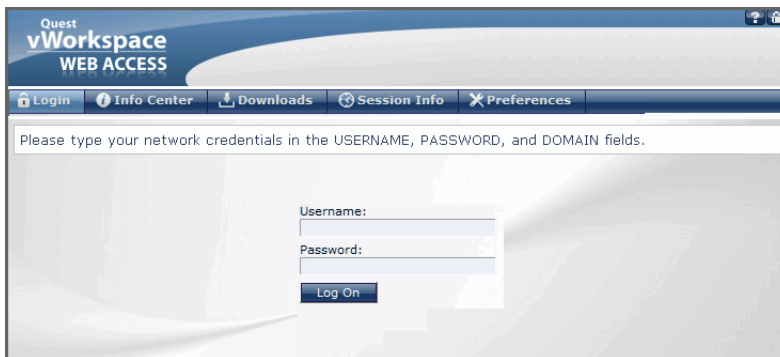 Quest
vWorkspace
WEB ACCESS
?
Login Info Center Downloads Session Info Preferences
Please type your network credentials in the USERNAME, PASSWORD, and DOMAIN fields.
Username:
Password:
Log On